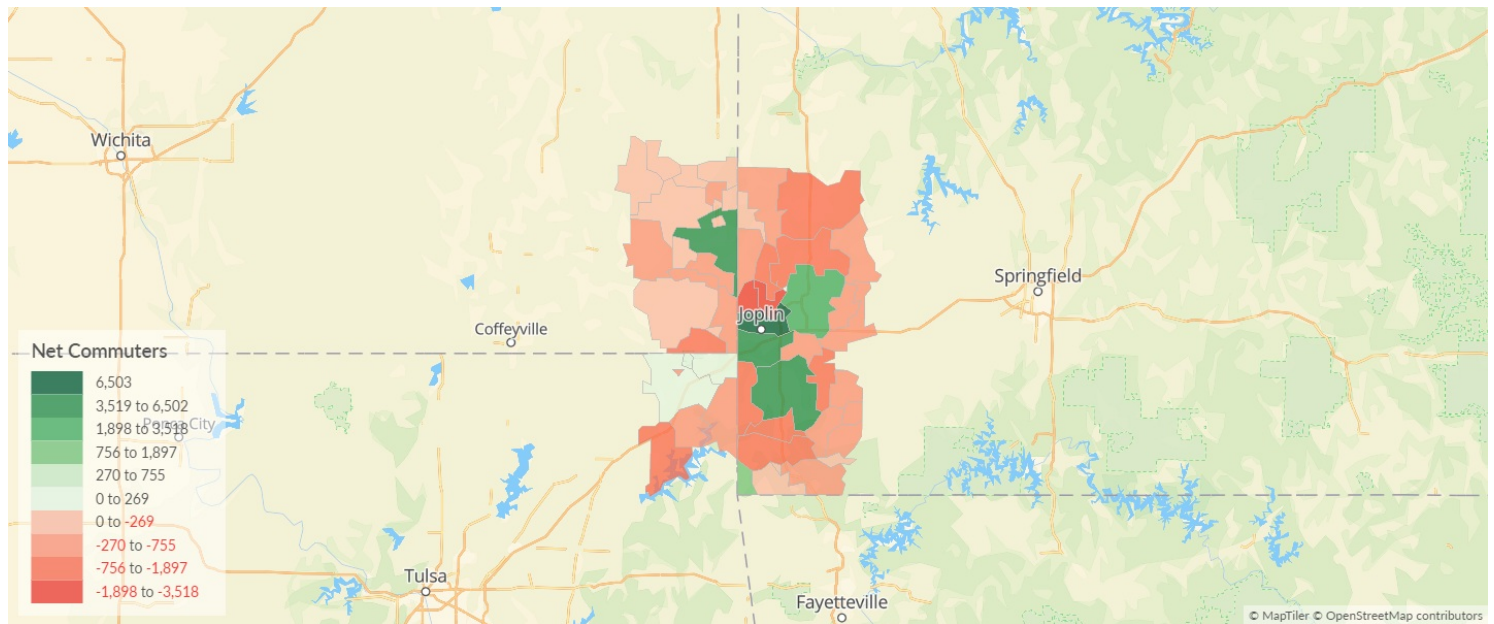 Wichita
Springfield
Joplin
Coffeyville
Net Commuters
6,503
3,519 to 6,502
1,898 to 3,518
Ponca City
756 to 1,897
270 to 755
0 to 269
0 to -269
-270 to -755
-756 to -1,897
-1,898 to -3,518
Tulsa
Fayetteville
© MapTiler © OpenStreetMap contributors